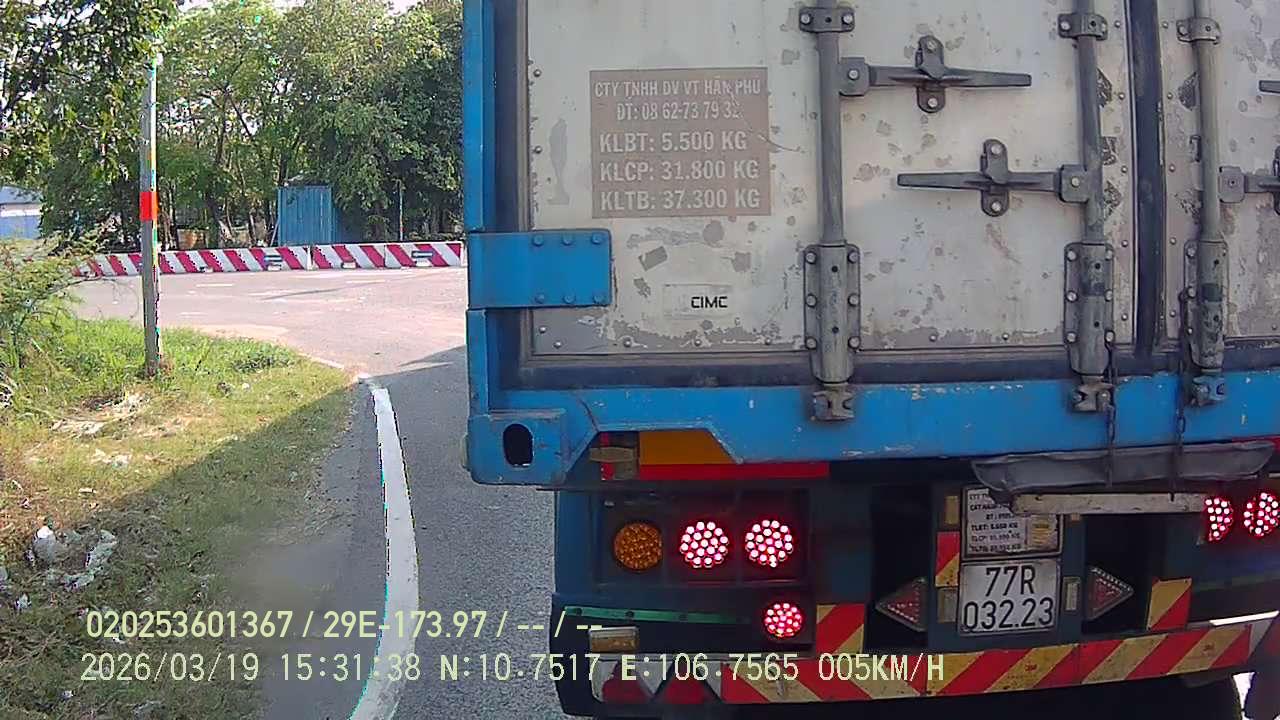 CTY TNHH DV VT HÂN PHÚ
ĐT: 08 62-73 79 32
KLBT: 5.500 KG
KLCP: 31.800 KG
KLTB: 37.300 KG
CIMC
77R
032.23
020253601367 / 29E-173.97 / -- / --
2026/03/19 15:31:38 N:10.7517 E:106.7565 005KM/H